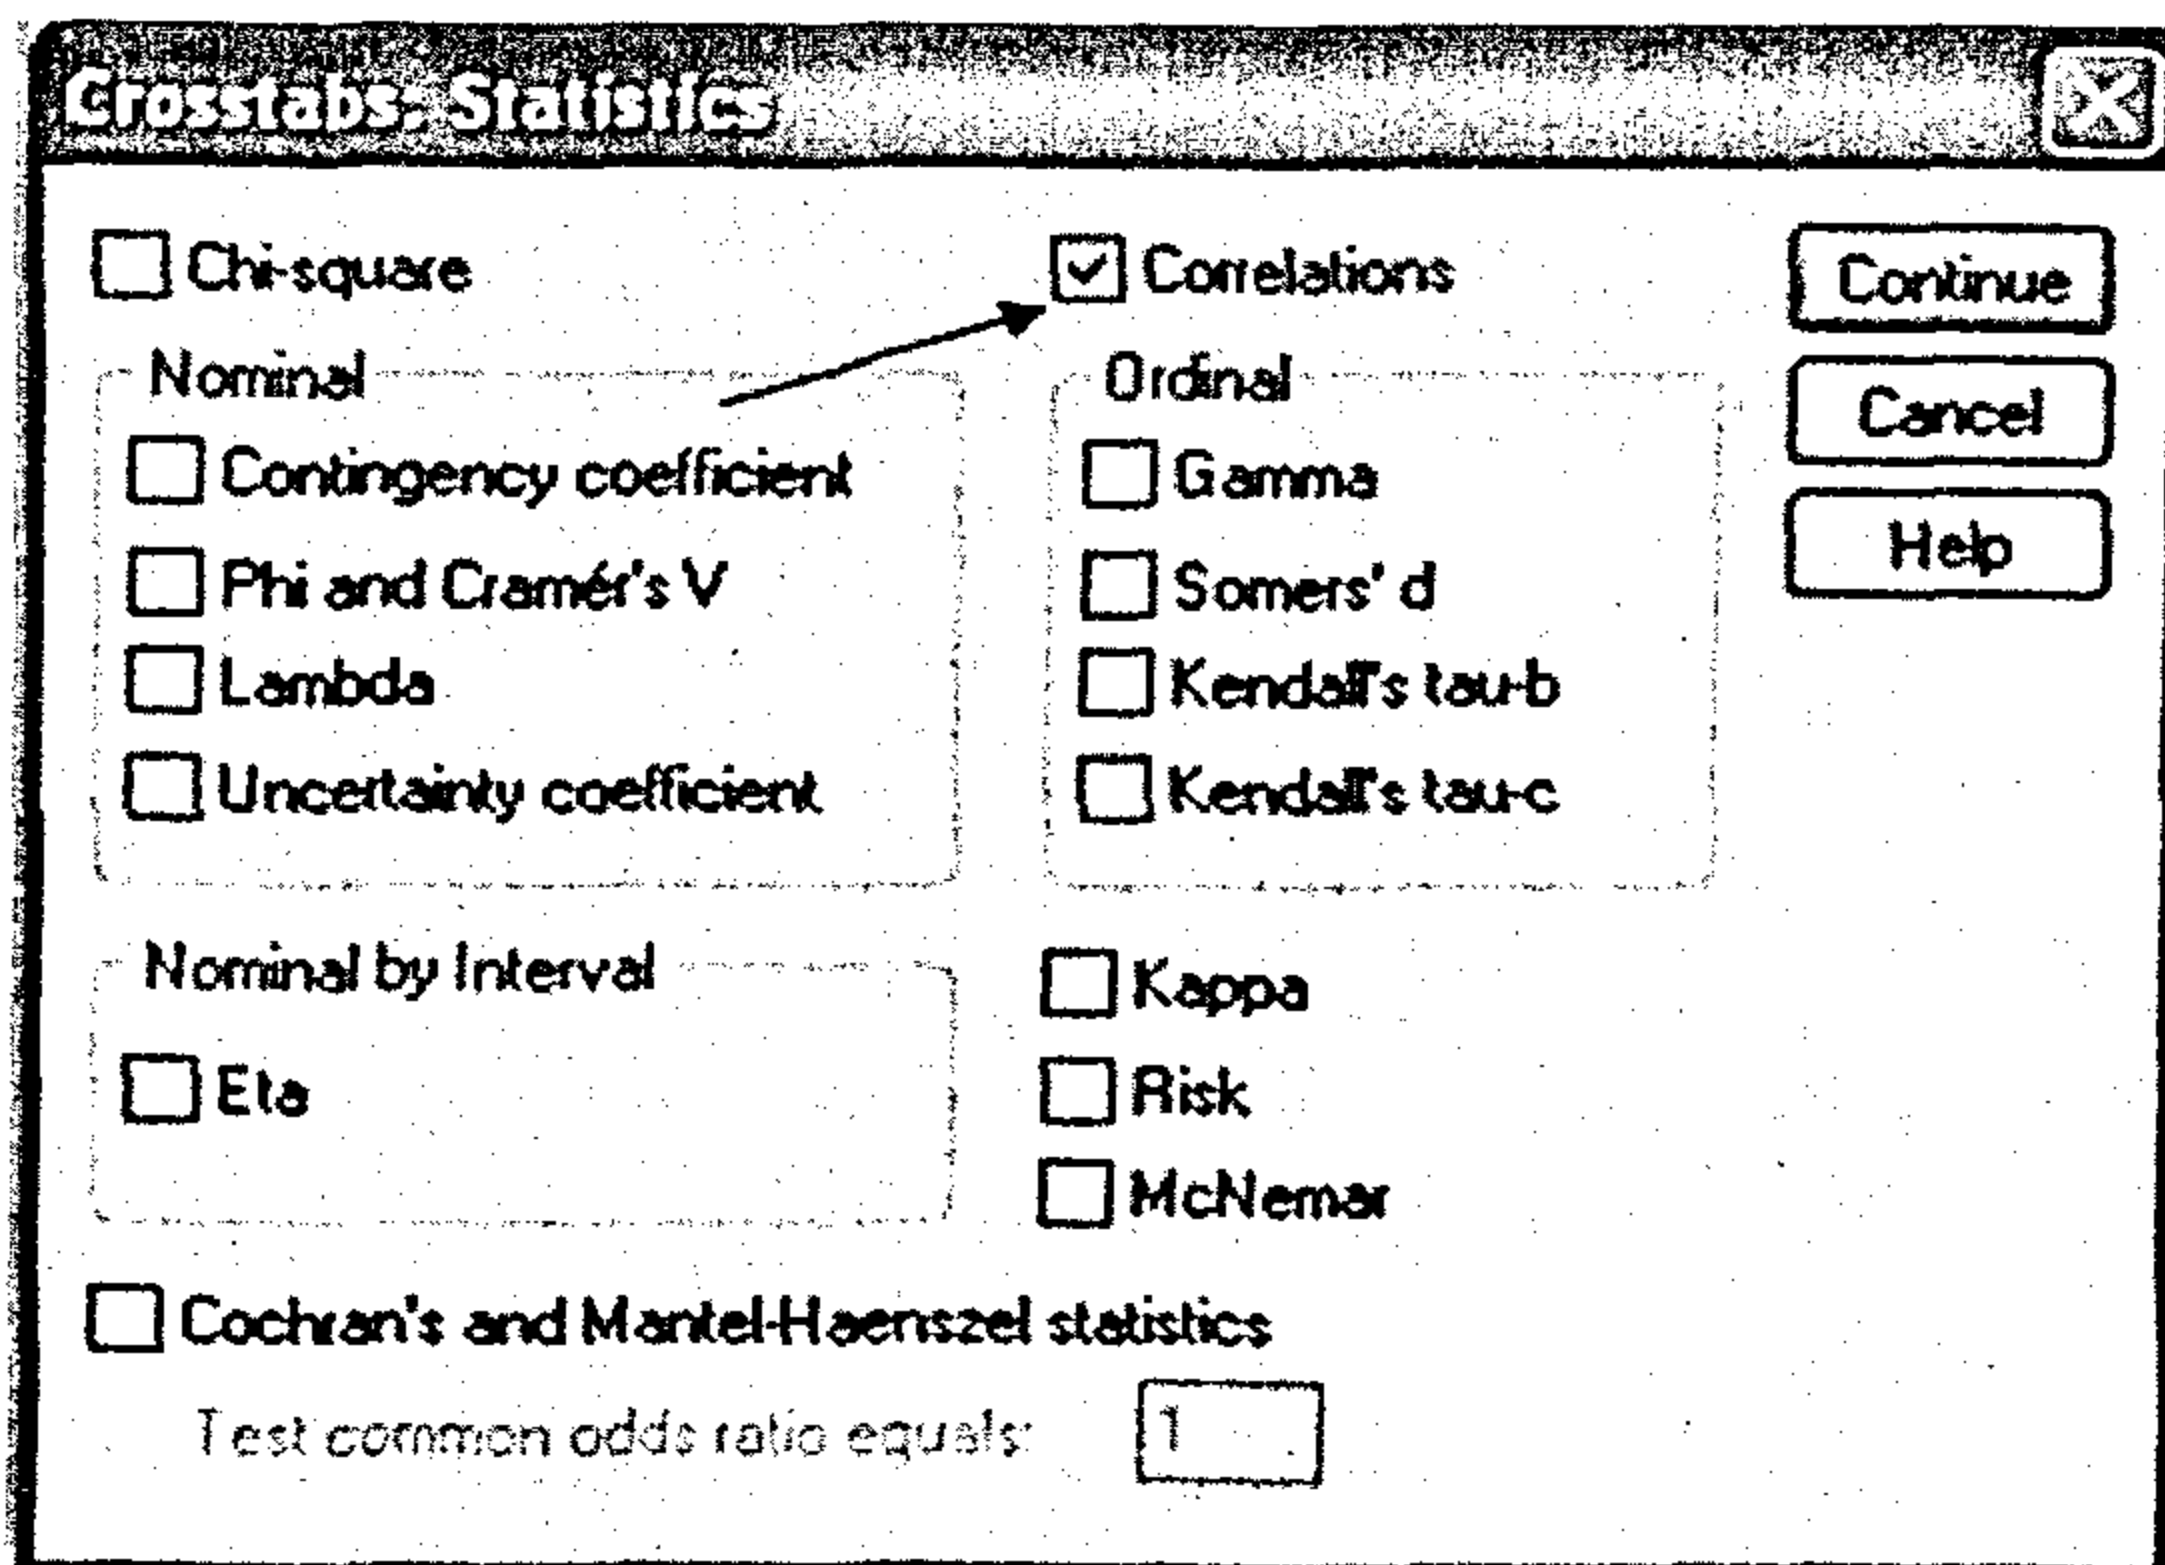 Crosstabs: Statistics
Chi-square
Correlations
Continue
Cancel
Help
Nominal
Contingency coefficient
Phi and Cramér's V
Lambda
Uncertainty coefficient
Ordinal
Gamma
Somers' d
Kendall's tau-b
Kendall's tau-c
Nominal by Interval
Eta
Kappa
Risk
McNemar
Cochran's and Mantel-Haenszel statistics
Test common odds ratio equals: 1